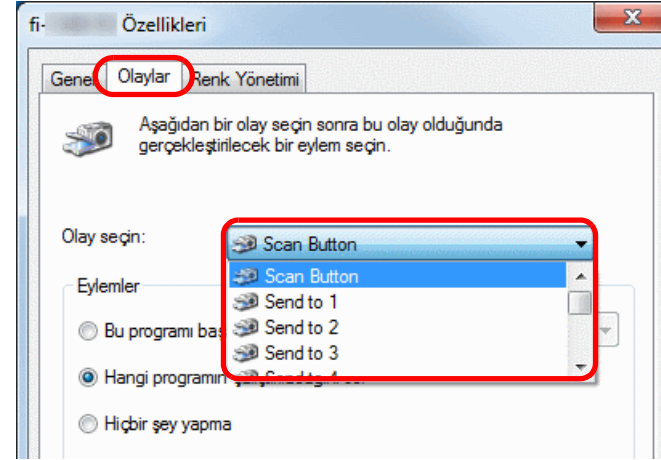 fi- Özellikleri
Genel Olaylar Renk Yönetimi
Aşağıdan bir olay seçin sonra bu olay olduğunda
gerçekleştirilecek bir eylem seçin.
Olay seçin:
Scan Button
Scan Button
Eylemler
Send to 1
Send to 2
Bu programı
Send to 3
Hangi programın
Hiçbir şey yapma